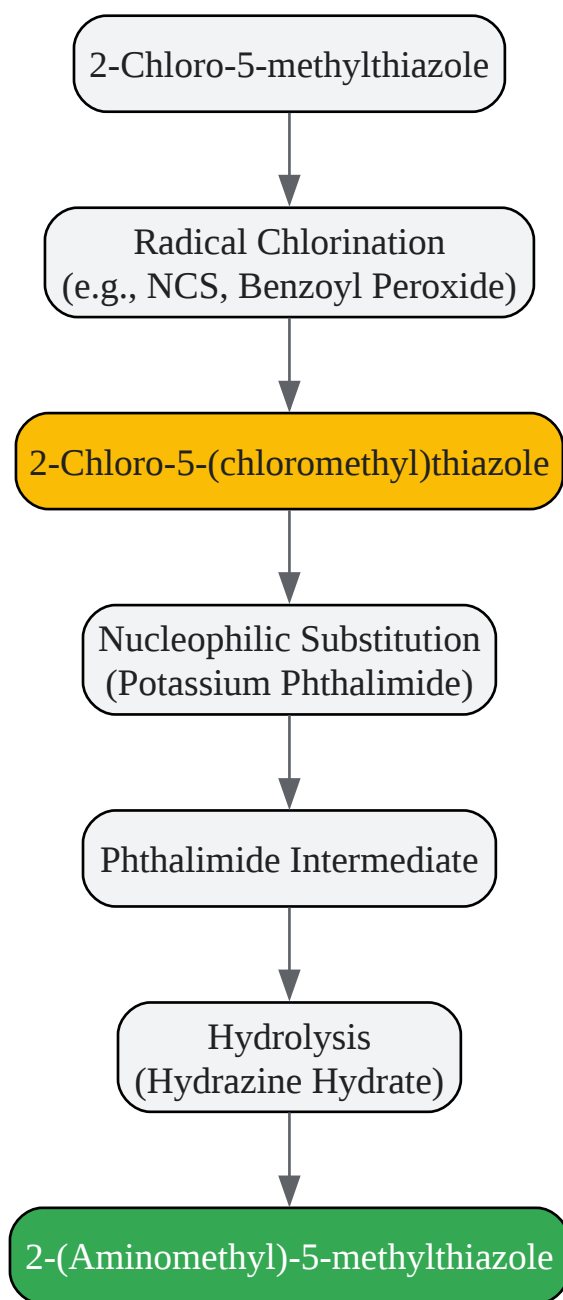 2-Chloro-5-methylthiazole
Radical Chlorination
(e.g., NCS, Benzoyl Peroxide)
2-Chloro-5-(chloromethyl)thiazole
Nucleophilic Substitution
(Potassium Phthalimide)
Phthalimide Intermediate
Hydrolysis
(Hydrazine Hydrate)
2-(Aminomethyl)-5-methylthiazole